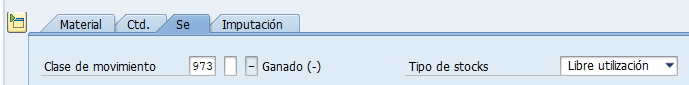 Material Ctd. Se Imputación
Clase de movimiento 973 - Ganado (-) Tipo de stocks Libre utilización